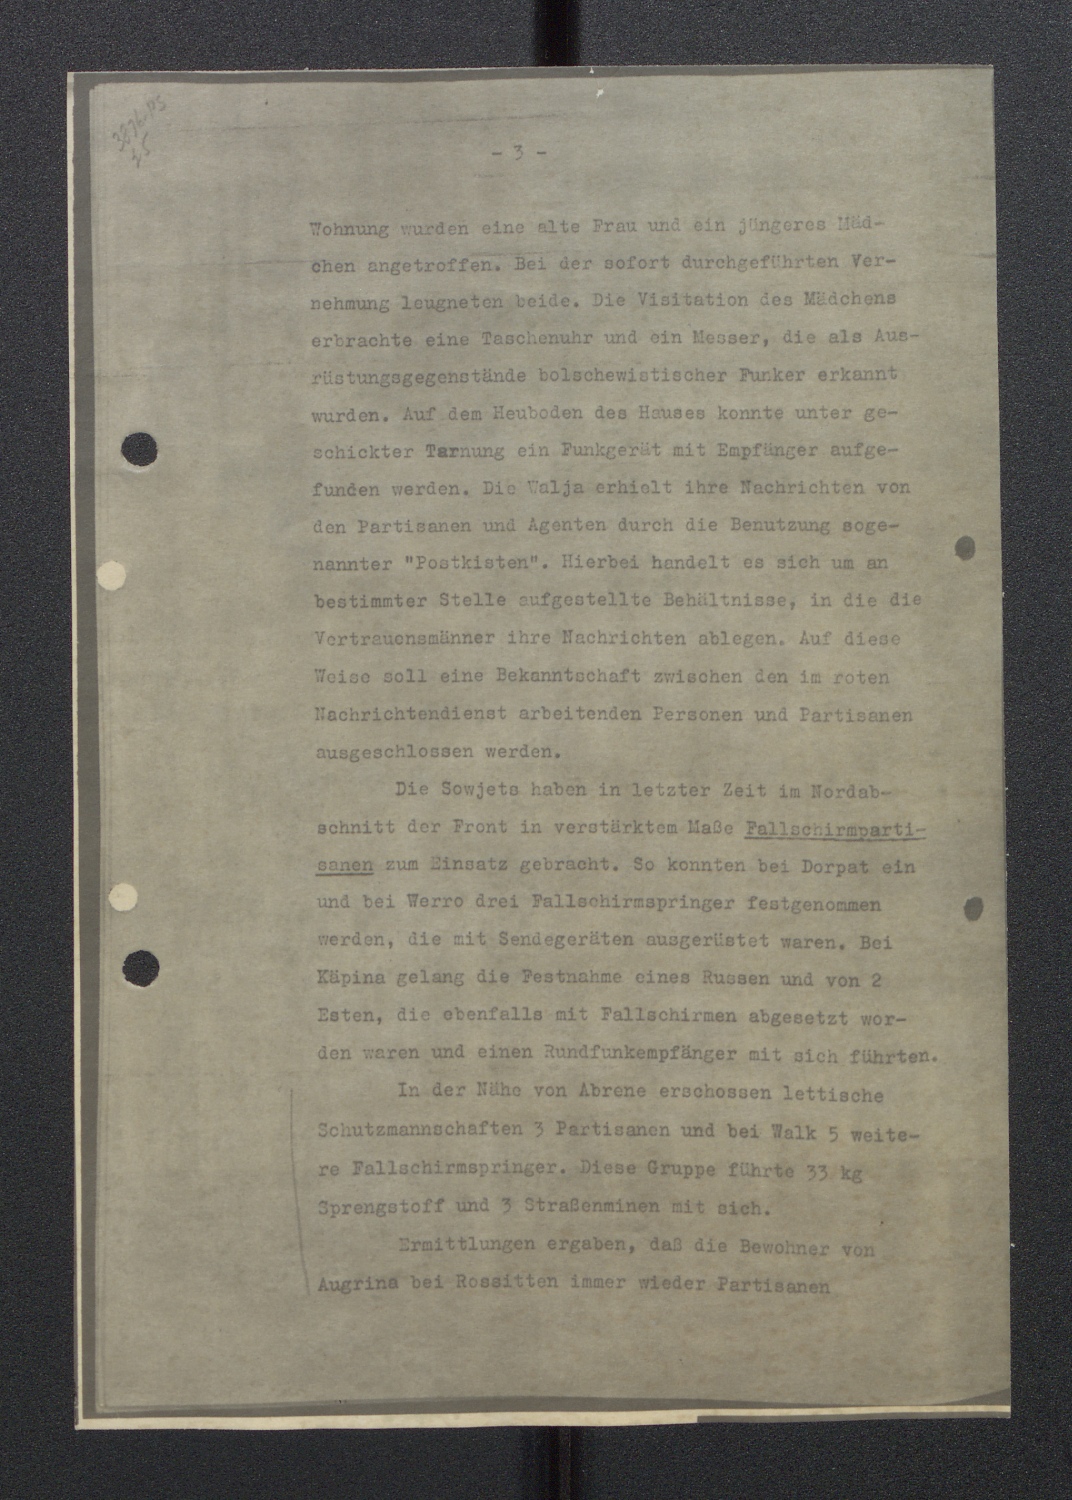 3876-PS
- 3 -
Wohnung wurden eine alte Frau und ein jüngeres Mäd-
chen angetroffen. Bei der sofort durchgeführten Ver-
nehmung leugneten beide. Die Visitation des Mädchens
erbrachte eine Taschenuhr und ein Messer, die als Aus-
rüstungsgegenstände bolschewistischer Funker erkannt
wurden. Auf dem Heuboden des Hauses konnte unter ge-
schickter Tarnung ein Funkgerät mit Empfänger aufge-
funden werden. Die Walja erhielt ihre Nachrichten von
den Partisanen und Agenten durch die Benutzung soge-
nannter "Postkisten". Hierbei handelt es sich um an
bestimmter Stelle aufgestellte Behältnisse, in die die
Vertrauensmänner ihre Nachrichten ablegen. Auf diese
Weise soll eine Bekanntschaft zwischen den im roten
Nachrichtendienst arbeitenden Personen und Partisanen
ausgeschlossen werden.
Die Sowjets haben in letzter Zeit im Nordab-
schnitt der Front in verstärktem Maße Fallschirmparti-
sanen zum Einsatz gebracht. So konnten bei Dorpat ein
und bei Werro drei Fallschirmspringer festgenommen
werden, die mit Sendegeräten ausgerüstet waren. Bei
Käpina gelang die Festnahme eines Russen und von 2
Esten, die ebenfalls mit Fallschirmen abgesetzt wor-
den waren und einen Rundfunkempfänger mit sich führten.
In der Nähe von Abrene erschossen lettische
Schutzmannschaften 3 Partisanen und bei Walk 5 weite-
re Fallschirmspringer. Diese Gruppe führte 33 kg
Sprengstoff und 3 Straßenminen mit sich.
Ermittlungen ergaben, daß die Bewohner von
Augrina bei Rossitten immer wieder Partisanen